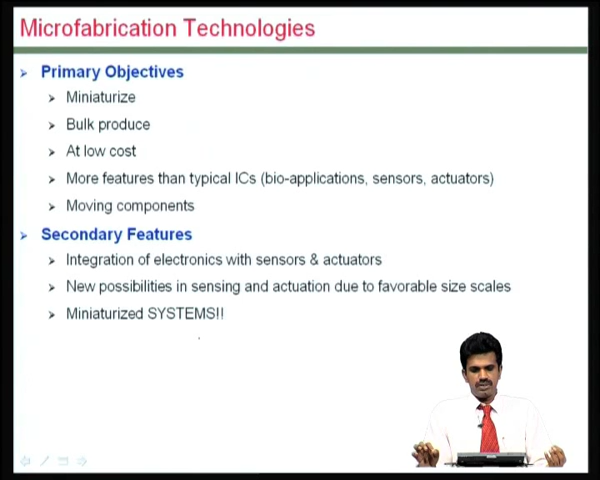 Microfabrication Technologies
Primary Objectives
Miniaturize
Bulk produce
At low cost
More features than typical ICs (bio-applications, sensors, actuators)
Moving components
Secondary Features
Integration of electronics with sensors & actuators
New possibilities in sensing and actuation due to favorable size scales
Miniaturized SYSTEMS!!